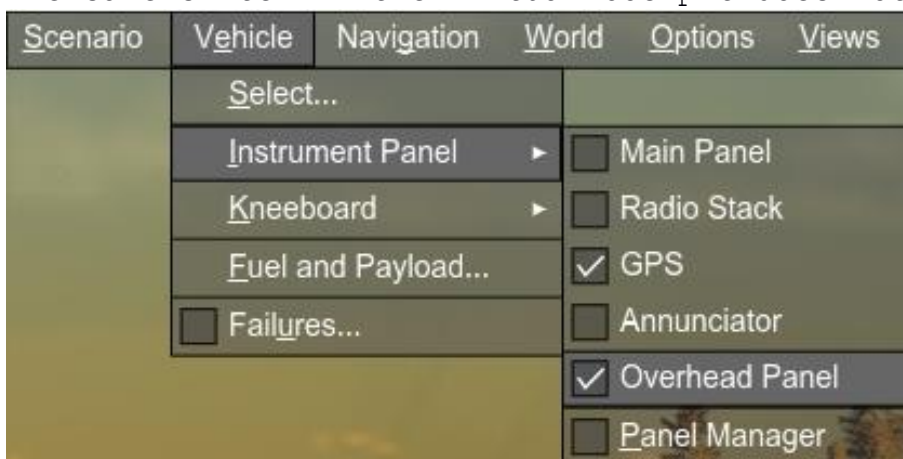 Scenario Vehicle Navigation World Options Views
Select...
Instrument Panel
Main Panel
Kneeboard
Radio Stack
Fuel and Payload...
GPS
Failures...
Annunciator
Overhead Panel
Panel Manager